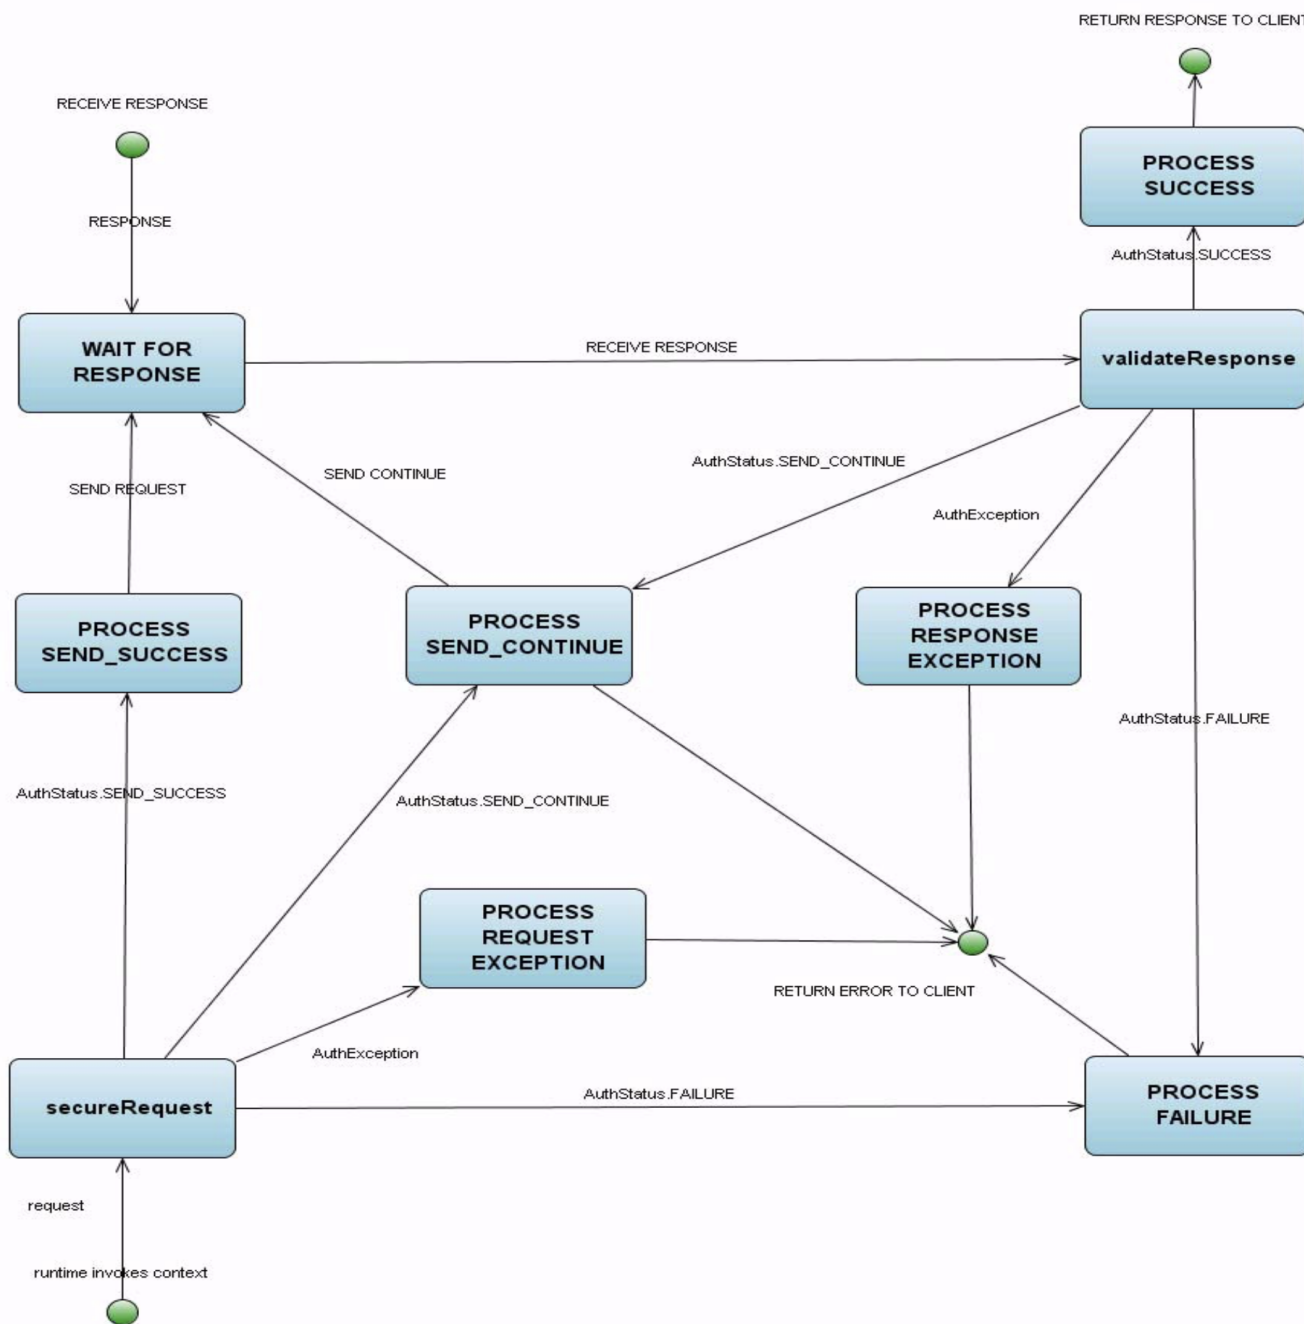 RETURN RESPONSE TO CLIENT
RECEIVE RESPONSE
PROCESS
SUCCESS
RESPONSE
AuthStatus.SUCCESS
WAIT FOR
RESPONSE
RECEIVE RESPONSE
validateResponse
SEND REQUEST
SEND CONTINUE
AuthStatus.SEND_CONTINUE
AuthException
PROCESS
SEND_SUCCESS
PROCESS
SEND_CONTINUE
PROCESS
RESPONSE
EXCEPTION
AuthStatus.FAILURE
AuthStatus.SEND_SUCCESS
AuthStatus.SEND_CONTINUE
PROCESS
REQUEST
EXCEPTION
RETURN ERROR TO CLIENT
AuthException
secureRequest
AuthStatus.FAILURE
PROCESS
FAILURE
request
runtime invokes context